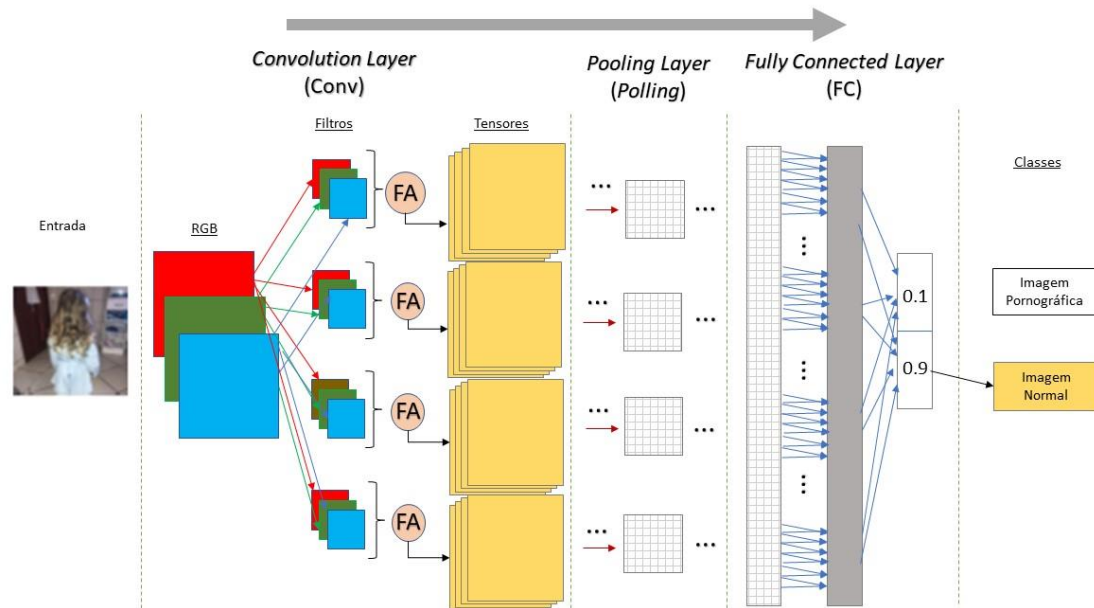 Convolution Layer
(Conv)
Pooling Layer
(Polling)
Fully Connected Layer
(FC)
Filtros
Tensores
Classes
Entrada
RGB
FA
FA
FA
FA
...
...
...
...
...
...
...
...
...
...
...
0.1
0.9
Imagem
Pornográfica
Imagem
Normal